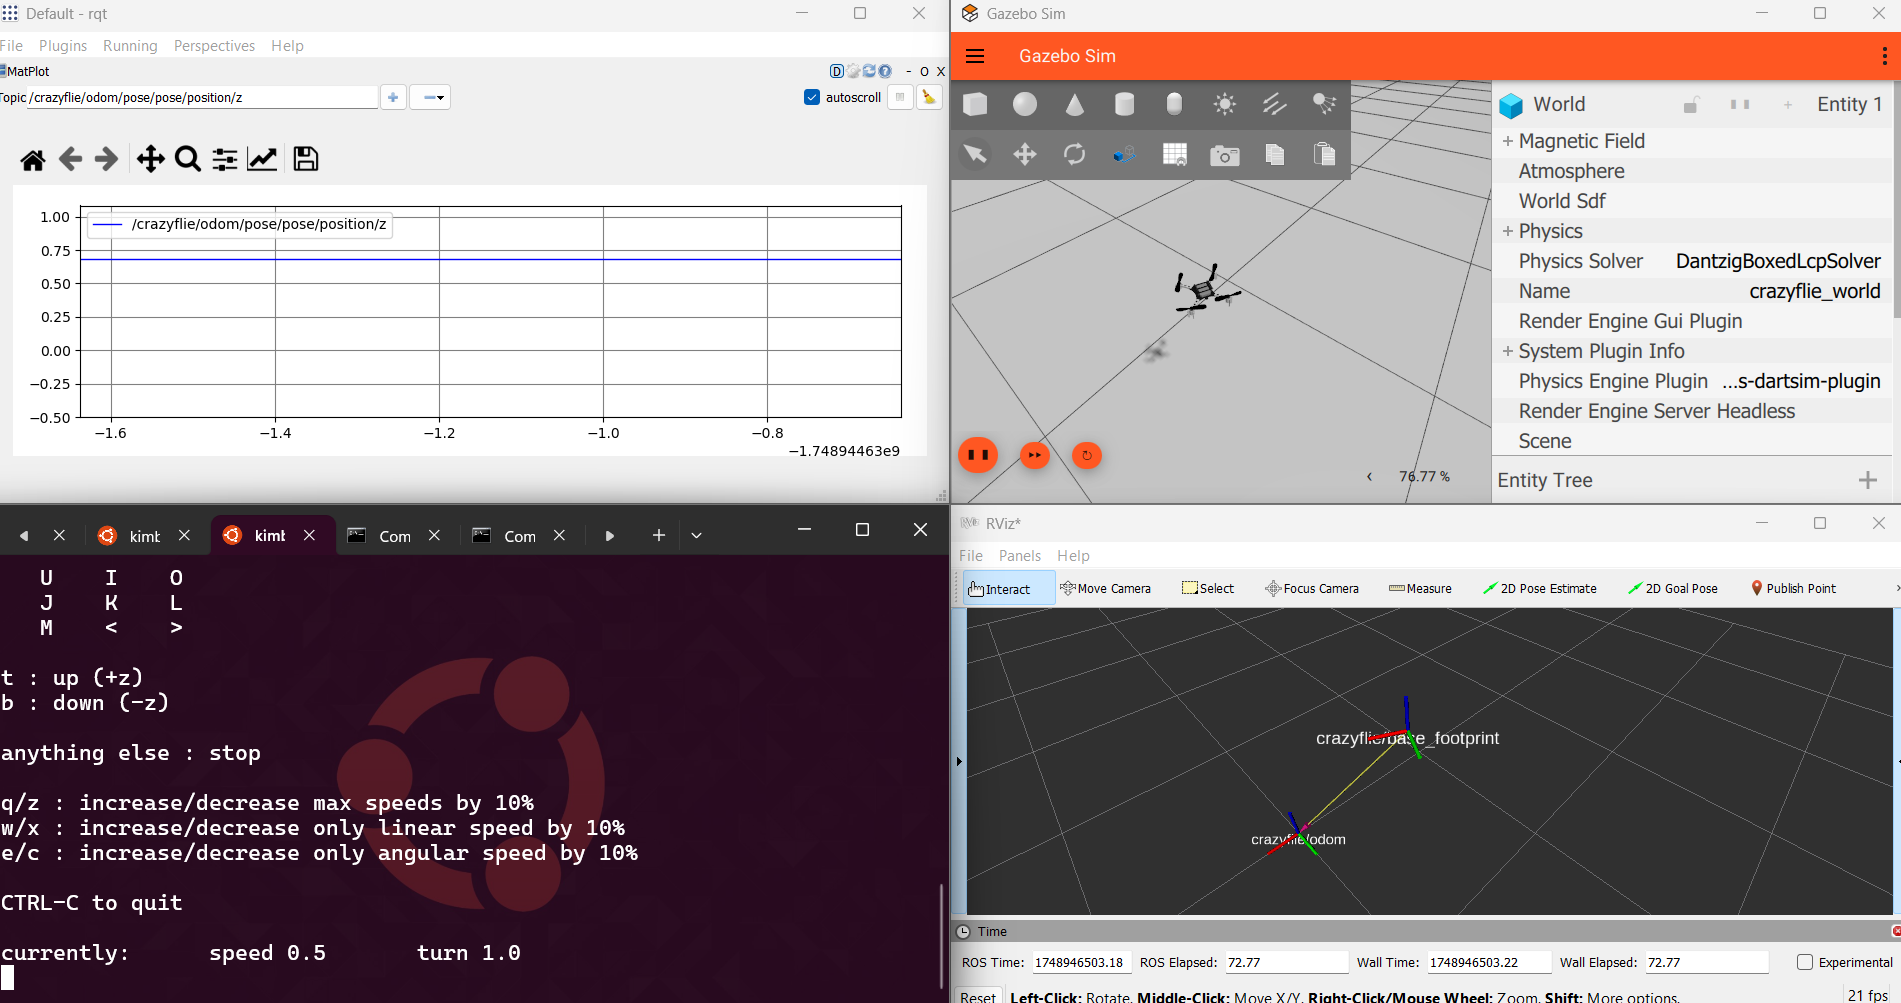 Default - rqt
File Plugins Running Perspectives Help
MatPlot
D
- O X
Topic /crazyflie/odom/pose/pose/position/z
autoscroll
/crazyflie/odom/pose/pose/position/z
1.00
0.75
0.50
0.25
0.00
−0.25
−0.50
−1.6 −1.4 −1.2 −1.0 −0.8
−1.74894463e9
Gazebo Sim
Gazebo Sim
World Entity 1
+ Magnetic Field
Atmosphere
World Sdf
+ Physics
Physics Solver DantzigBoxedLcpSolver
Name crazyflie_world
Render Engine Gui Plugin
+ System Plugin Info
Physics Engine Plugin ...s-dartsim-plugin
Render Engine Server Headless
Scene
Entity Tree
76.77 %
kimb kimb Com Com
U I O
J K L
M < >
t : up (+z)
b : down (-z)
anything else : stop
q/z : increase/decrease max speeds by 10%
w/x : increase/decrease only linear speed by 10%
e/c : increase/decrease only angular speed by 10%
CTRL-C to quit
currently: speed 0.5 turn 1.0
RViz*
File Panels Help
Interact Move Camera Select Focus Camera Measure 2D Pose Estimate 2D Goal Pose Publish Point
crazyflie/base_footprint
crazyflie/odom
Time
ROS Time: 1748946503.18 ROS Elapsed: 72.77 Wall Time: 1748946503.22 Wall Elapsed: 72.77 Experimental
Reset Left-Click: Rotate. Middle-Click: Move X/Y. Right-Click/Mouse Wheel: Zoom. Shift: More options. 21 fps